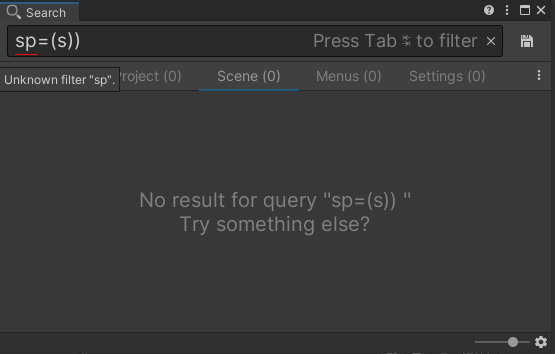 Search
sp=(s))
Press Tab to filter
Unknown filter "sp".
roject (0)
Scene (0)
Menus (0)
Settings (0)
No result for query "sp=(s)) "
Try something else?